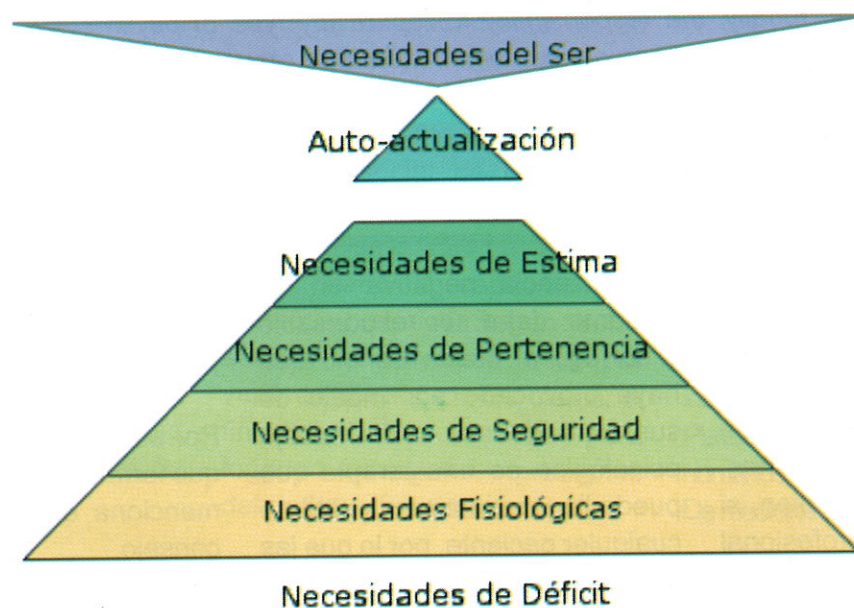 Necesidades del Ser
Auto-actualización
Necesidades de Estima
Necesidades de Pertenencia
Necesidades de Seguridad
Necesidades Fisiológicas
Necesidades de Déficit